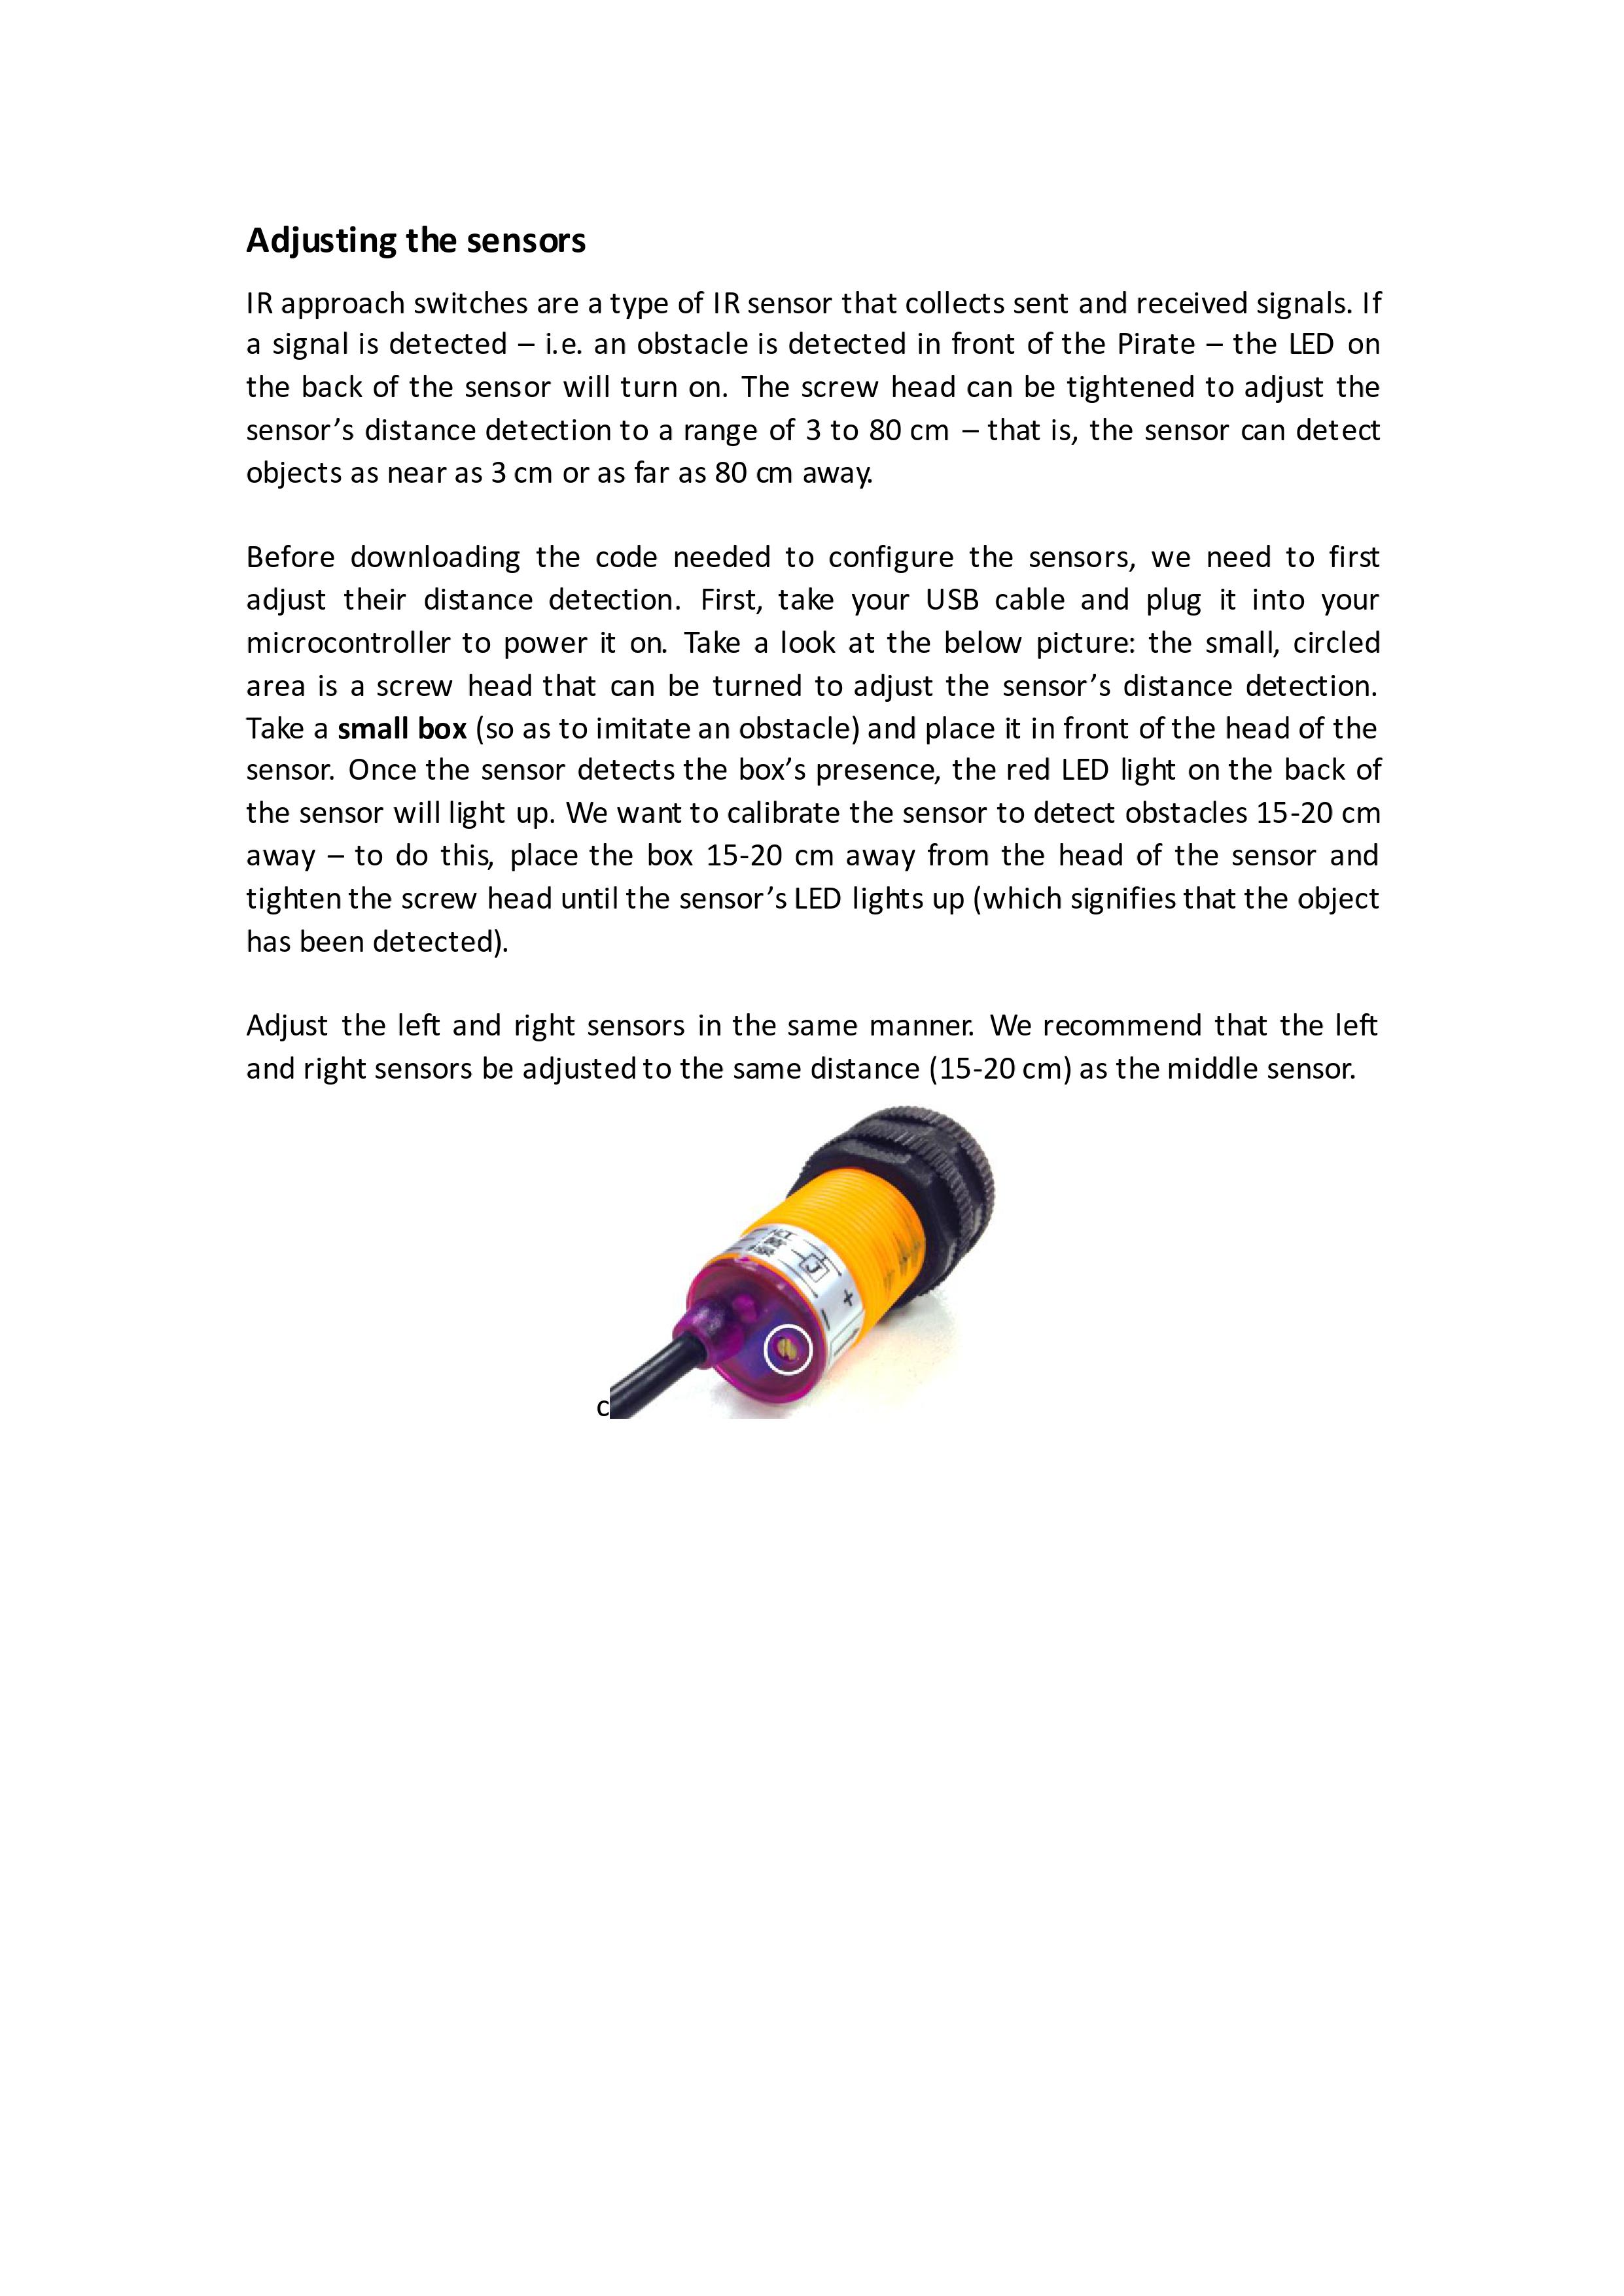 Adjusting the sensors
IR approach switches are a type of IR sensor that collects sent and received signals. If
a signal is detected – i.e. an obstacle is detected in front of the Pirate – the LED on
the back of the sensor will turn on. The screw head can be tightened to adjust the
sensor’s distance detection to a range of 3 to 80 cm – that is, the sensor can detect
objects as near as 3 cm or as far as 80 cm away.
Before downloading the code needed to configure the sensors, we need to first
adjust their distance detection. First, take your USB cable and plug it into your
microcontroller to power it on. Take a look at the below picture: the small, circled
area is a screw head that can be turned to adjust the sensor’s distance detection.
Take a small box (so as to imitate an obstacle) and place it in front of the head of the
sensor. Once the sensor detects the box’s presence, the red LED light on the back of
the sensor will light up. We want to calibrate the sensor to detect obstacles 15-20 cm
away – to do this, place the box 15-20 cm away from the head of the sensor and
tighten the screw head until the sensor’s LED lights up (which signifies that the object
has been detected).
Adjust the left and right sensors in the same manner. We recommend that the left
and right sensors be adjusted to the same distance (15-20 cm) as the middle sensor.
c